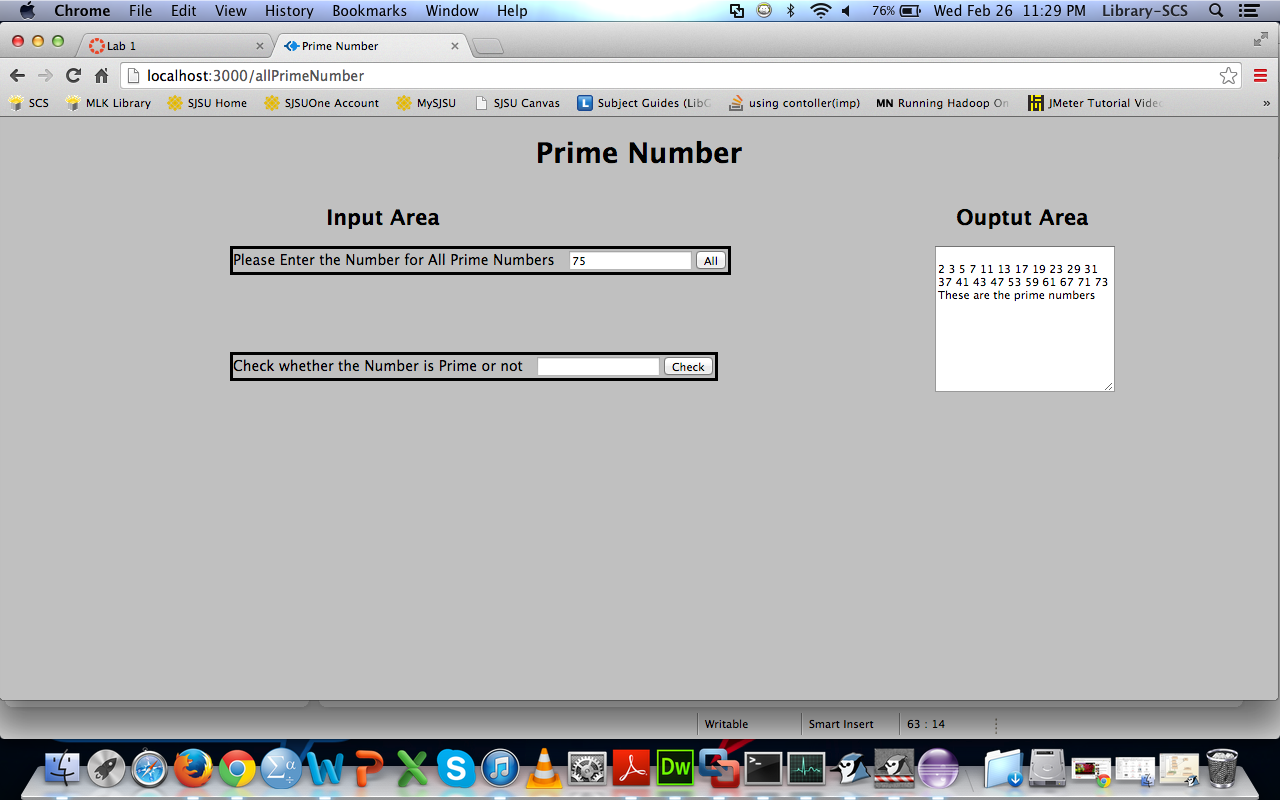 Chrome File Edit View History Bookmarks Window Help 76% Wed Feb 26 11:29 PM Library-SCS
Lab 1 Prime Number
localhost:3000/allPrimeNumber
SCS MLK Library SJSU Home SJSUOne Account MySJSU SJSU Canvas L Subject Guides (LibG using contoller(imp) MN Running Hadoop On JMeter Tutorial Video »
Prime Number
Input Area
Please Enter the Number for All Prime Numbers 75 All
Check whether the Number is Prime or not Check
Ouptut Area
2 3 5 7 11 13 17 19 23 29 31
37 41 43 47 53 59 61 67 71 73
These are the prime numbers
Writable Smart Insert 63 : 14
Σα W P X S Dw >_